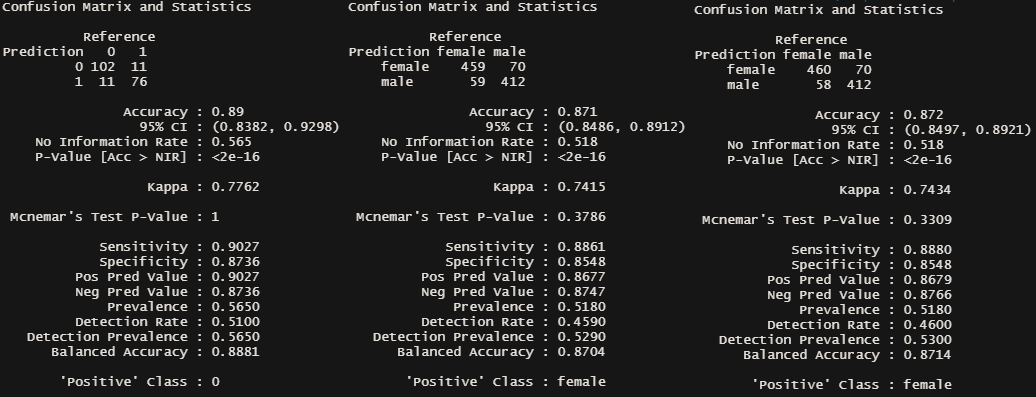 Confusion Matrix and Statistics
Reference
Prediction 0 1
0 102 11
1 11 76
Accuracy : 0.89
95% CI : (0.8382, 0.9298)
No Information Rate : 0.565
P-Value [Acc > NIR] : <2e-16
Kappa : 0.7762
Mcnemar's Test P-Value : 1
Sensitivity : 0.9027
Specificity : 0.8736
Pos Pred Value : 0.9027
Neg Pred Value : 0.8736
Prevalence : 0.5650
Detection Rate : 0.5100
Detection Prevalence : 0.5650
Balanced Accuracy : 0.8881
'Positive' Class : 0
Confusion Matrix and Statistics
Reference
Prediction female male
female 459 70
male 59 412
Accuracy : 0.871
95% CI : (0.8486, 0.8912)
No Information Rate : 0.518
P-Value [Acc > NIR] : <2e-16
Kappa : 0.7415
Mcnemar's Test P-Value : 0.3786
Sensitivity : 0.8861
Specificity : 0.8548
Pos Pred Value : 0.8677
Neg Pred Value : 0.8747
Prevalence : 0.5180
Detection Rate : 0.4590
Detection Prevalence : 0.5290
Balanced Accuracy : 0.8704
'Positive' Class : female
Confusion Matrix and Statistics
Reference
Prediction female male
female 460 70
male 58 412
Accuracy : 0.872
95% CI : (0.8497, 0.8921)
No Information Rate : 0.518
P-Value [Acc > NIR] : <2e-16
Kappa : 0.7434
Mcnemar's Test P-Value : 0.3309
Sensitivity : 0.8880
Specificity : 0.8548
Pos Pred Value : 0.8679
Neg Pred Value : 0.8766
Prevalence : 0.5180
Detection Rate : 0.4600
Detection Prevalence : 0.5300
Balanced Accuracy : 0.8714
'Positive' Class : female